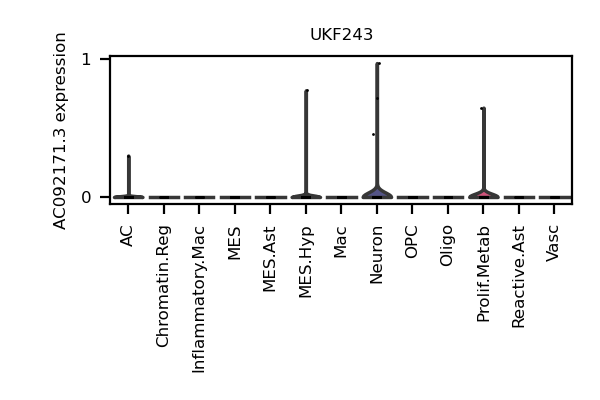 UKF243
AC092171.3 expression
1
0
AC
Chromatin.Reg
Inflammatory.Mac
MES
MES.Ast
MES.Hyp
Mac
Neuron
OPC
Oligo
Prolif.Metab
Reactive.Ast
Vasc